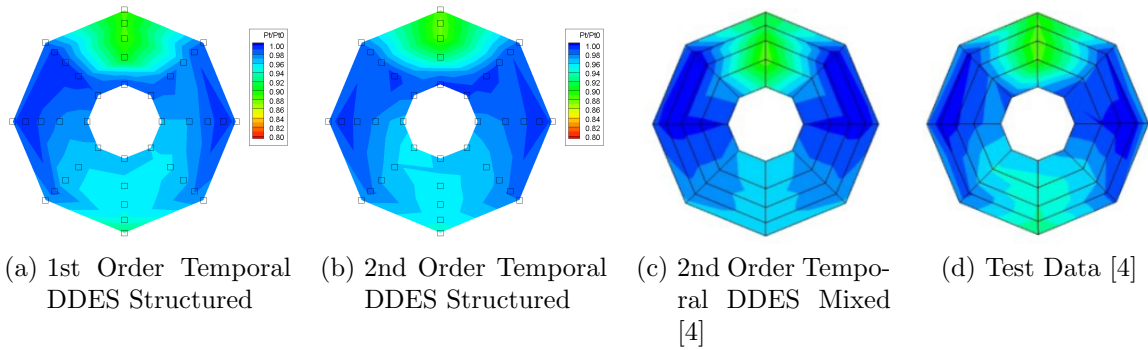 Pt/Pt0
1.00
0.98
0.96
0.94
0.92
0.90
0.88
0.86
0.84
0.82
0.80
Pt/Pt0
1.00
0.98
0.96
0.94
0.92
0.90
0.88
0.86
0.84
0.82
0.80
(a) 1st Order Temporal
DDES Structured
(b) 2nd Order Temporal
DDES Structured
(c) 2nd Order Tempo-
ral DDES Mixed
[4]
(d) Test Data [4]